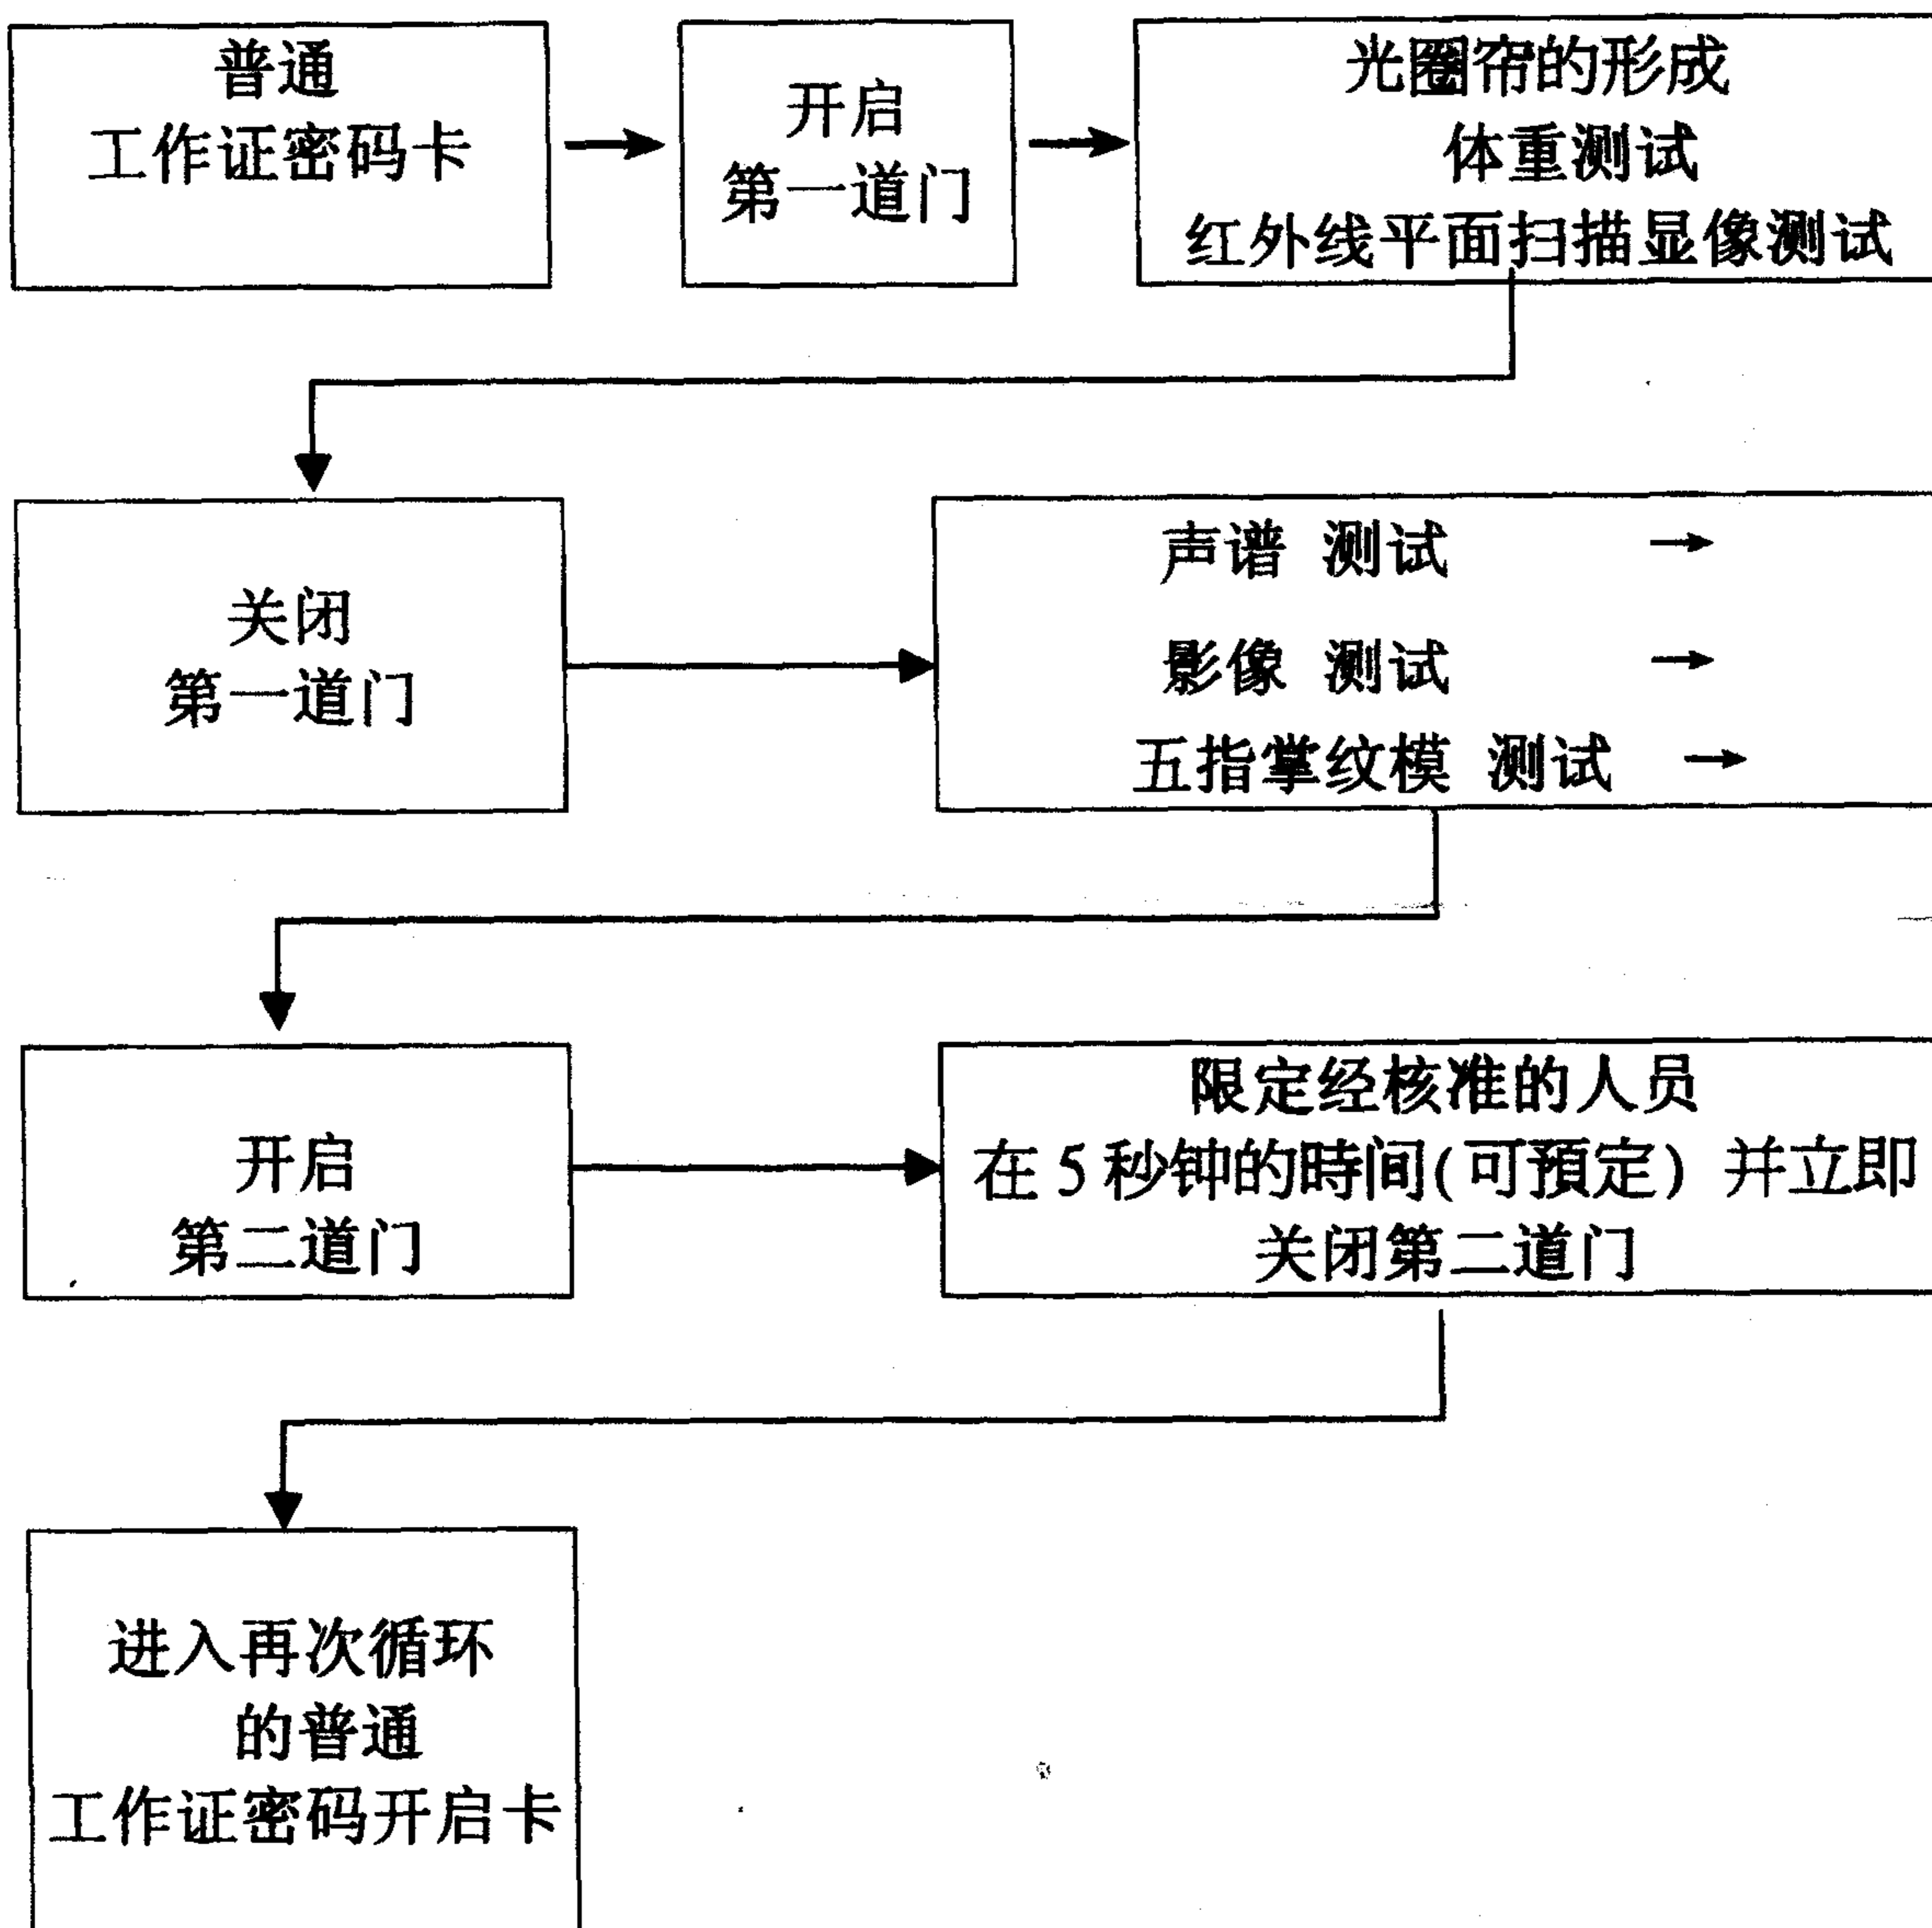 普通
工作证密码卡
开启
第一道门
光圈帘的形成
体重测试
红外线平面扫描显像测试
关闭
第一道门
声谱 测试 →
影像 测试 →
五指掌纹模 测试 →
开启
第二道门
限定经核准的人员
在 5 秒钟的時间(可預定) 并立即
关闭第二道门
进入再次循环
的普通
工作证密码开启卡